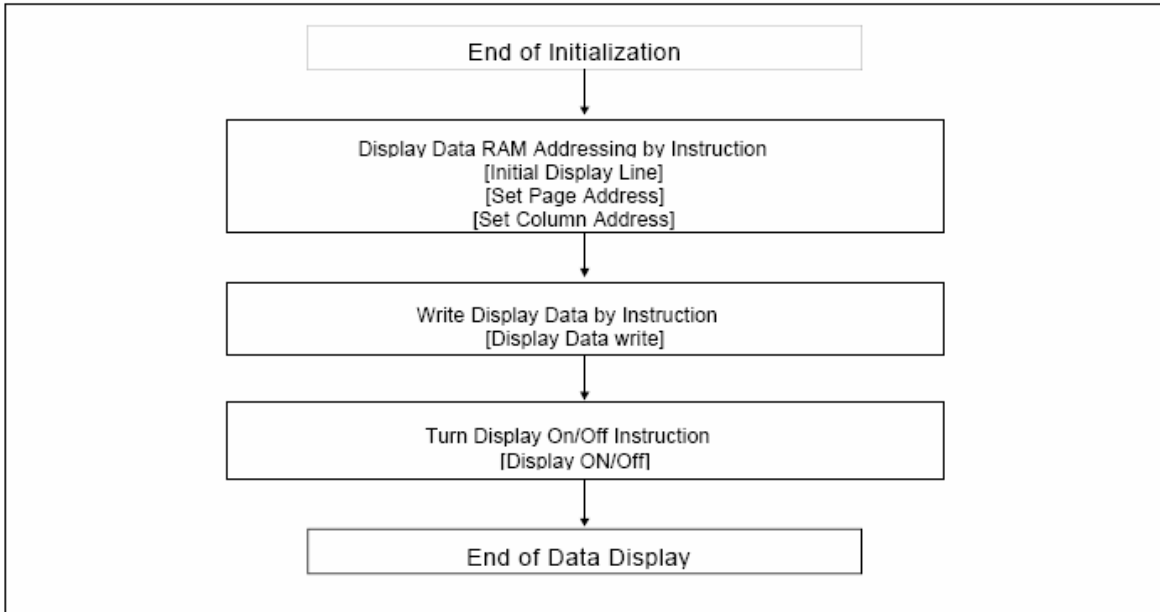 End of Initialization
Display Data RAM Addressing by Instruction
[Initial Display Line]
[Set Page Address]
[Set Column Address]
Write Display Data by Instruction
[Display Data write]
Turn Display On/Off Instruction
[Display ON/Off]
End of Data Display